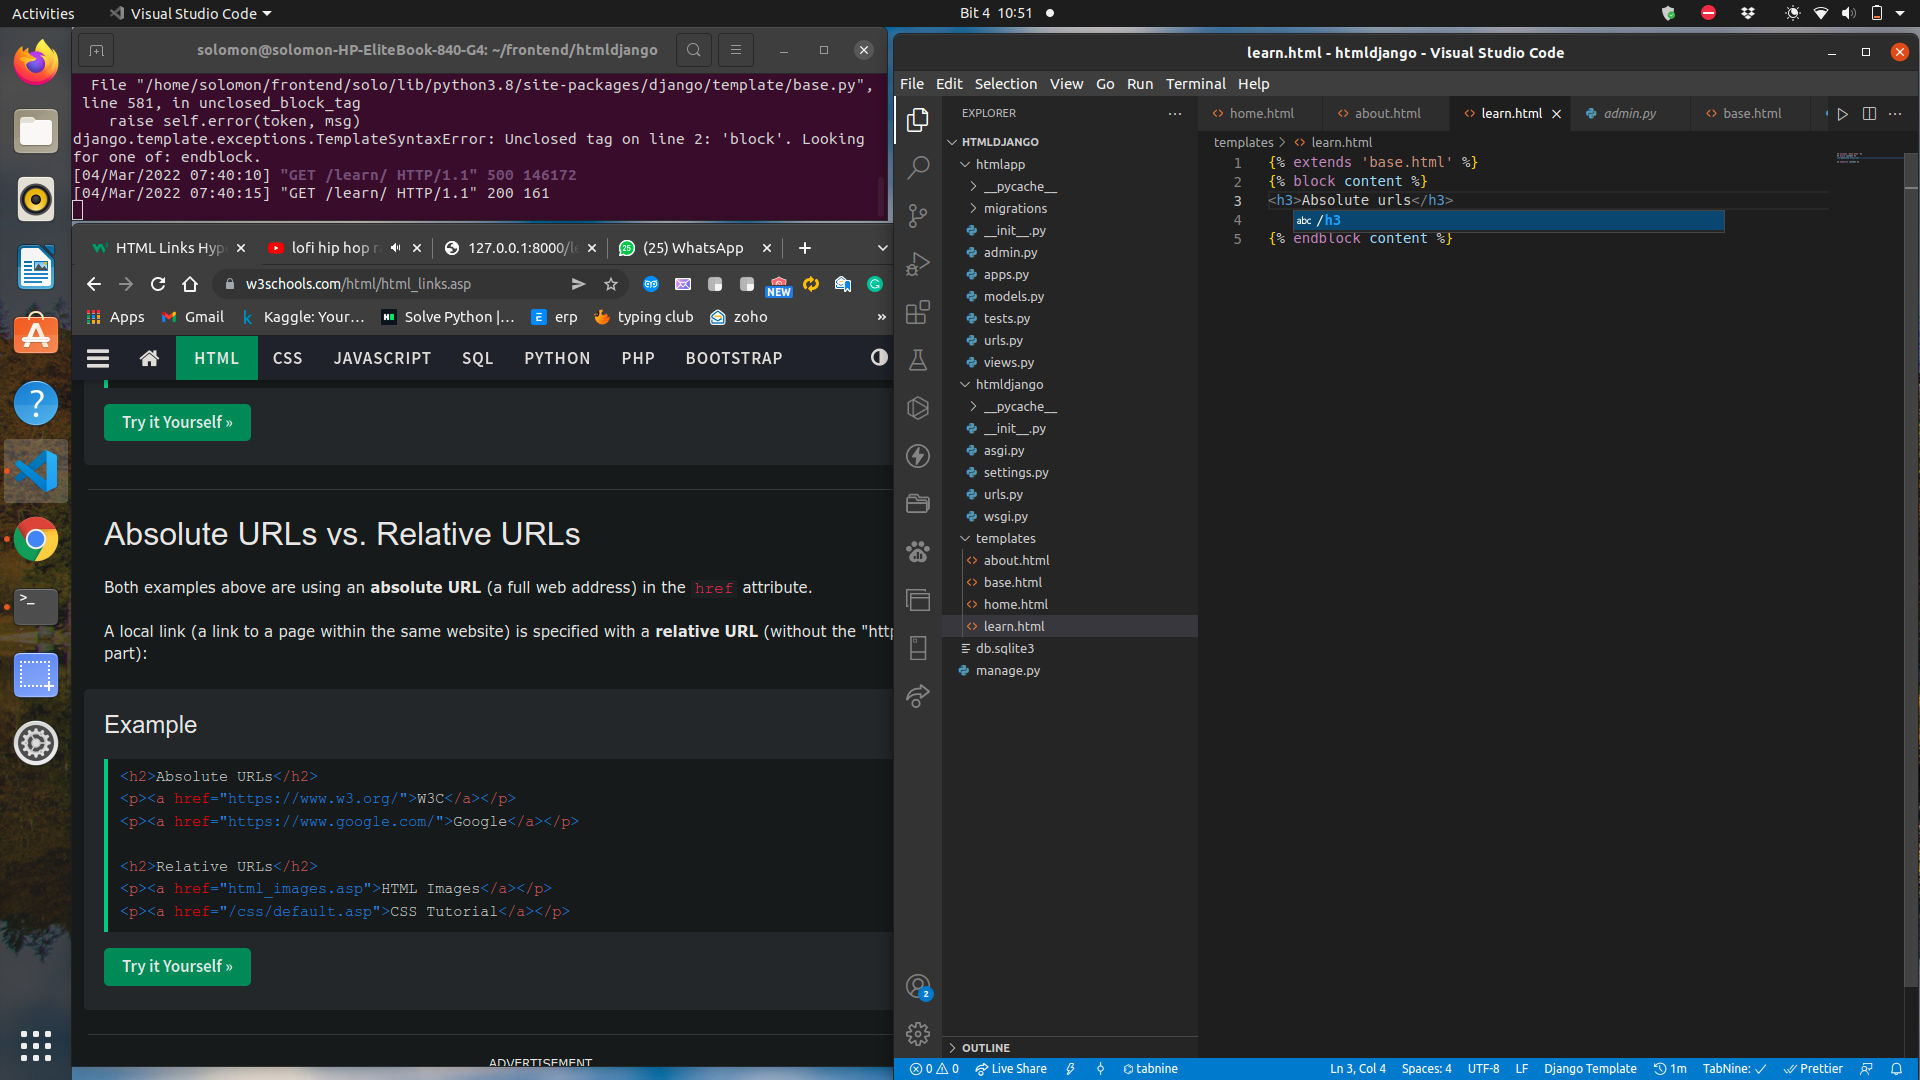 Activities
Visual Studio Code
Bit 4 10:51
solomon@solomon-HP-EliteBook-840-G4: ~/frontend/htmldjango
File "/home/solomon/frontend/solo/lib/python3.8/site-packages/django/template/base.py",
line 581, in unclosed_block_tag
raise self.error(token, msg)
django.template.exceptions.TemplateSyntaxError: Unclosed tag on line 2: 'block'. Looking
for one of: endblock.
[04/Mar/2022 07:40:10] "GET /learn/ HTTP/1.1" 500 146172
[04/Mar/2022 07:40:15] "GET /learn/ HTTP/1.1" 200 161
HTML Links Hyp
lofi hip hop r
127.0.0.1:8000/le
(25) WhatsApp
w3schools.com/html/html_links.asp
NEW
Apps
Gmail
Kaggle: Your...
Solve Python |...
erp
typing club
zoho
»
HTML
CSS
JAVASCRIPT
SQL
PYTHON
PHP
BOOTSTRAP
Try it Yourself »
Absolute URLs vs. Relative URLs
Both examples above are using an absolute URL (a full web address) in the href attribute.
A local link (a link to a page within the same website) is specified with a relative URL (without the "http
part):
Example
<h2>Absolute URLs</h2>
<p><a href="https://www.w3.org/">W3C</a></p>
<p><a href="https://www.google.com/">Google</a></p>
<h2>Relative URLs</h2>
<p><a href="html_images.asp">HTML Images</a></p>
<p><a href="/css/default.asp">CSS Tutorial</a></p>
Try it Yourself »
ADVERTISEMENT
learn.html - htmldjango - Visual Studio Code
File Edit Selection View Go Run Terminal Help
EXPLORER
HTMLDJANGO
htmlapp
__pycache__
migrations
__init__.py
admin.py
apps.py
models.py
tests.py
urls.py
views.py
htmldjango
__pycache__
__init__.py
asgi.py
settings.py
urls.py
wsgi.py
templates
about.html
base.html
home.html
learn.html
db.sqlite3
manage.py
OUTLINE
home.html
about.html
learn.html
admin.py
base.html
templates > learn.html
1 {% extends 'base.html' %}
2 {% block content %}
3 <h3>Absolute urls</h3>
4
abc /h3
5 {% endblock content %}
2
0 0
Live Share
tabnine
Ln 3, Col 4
Spaces: 4
UTF-8
LF
Django Template
1m
TabNine:
Prettier